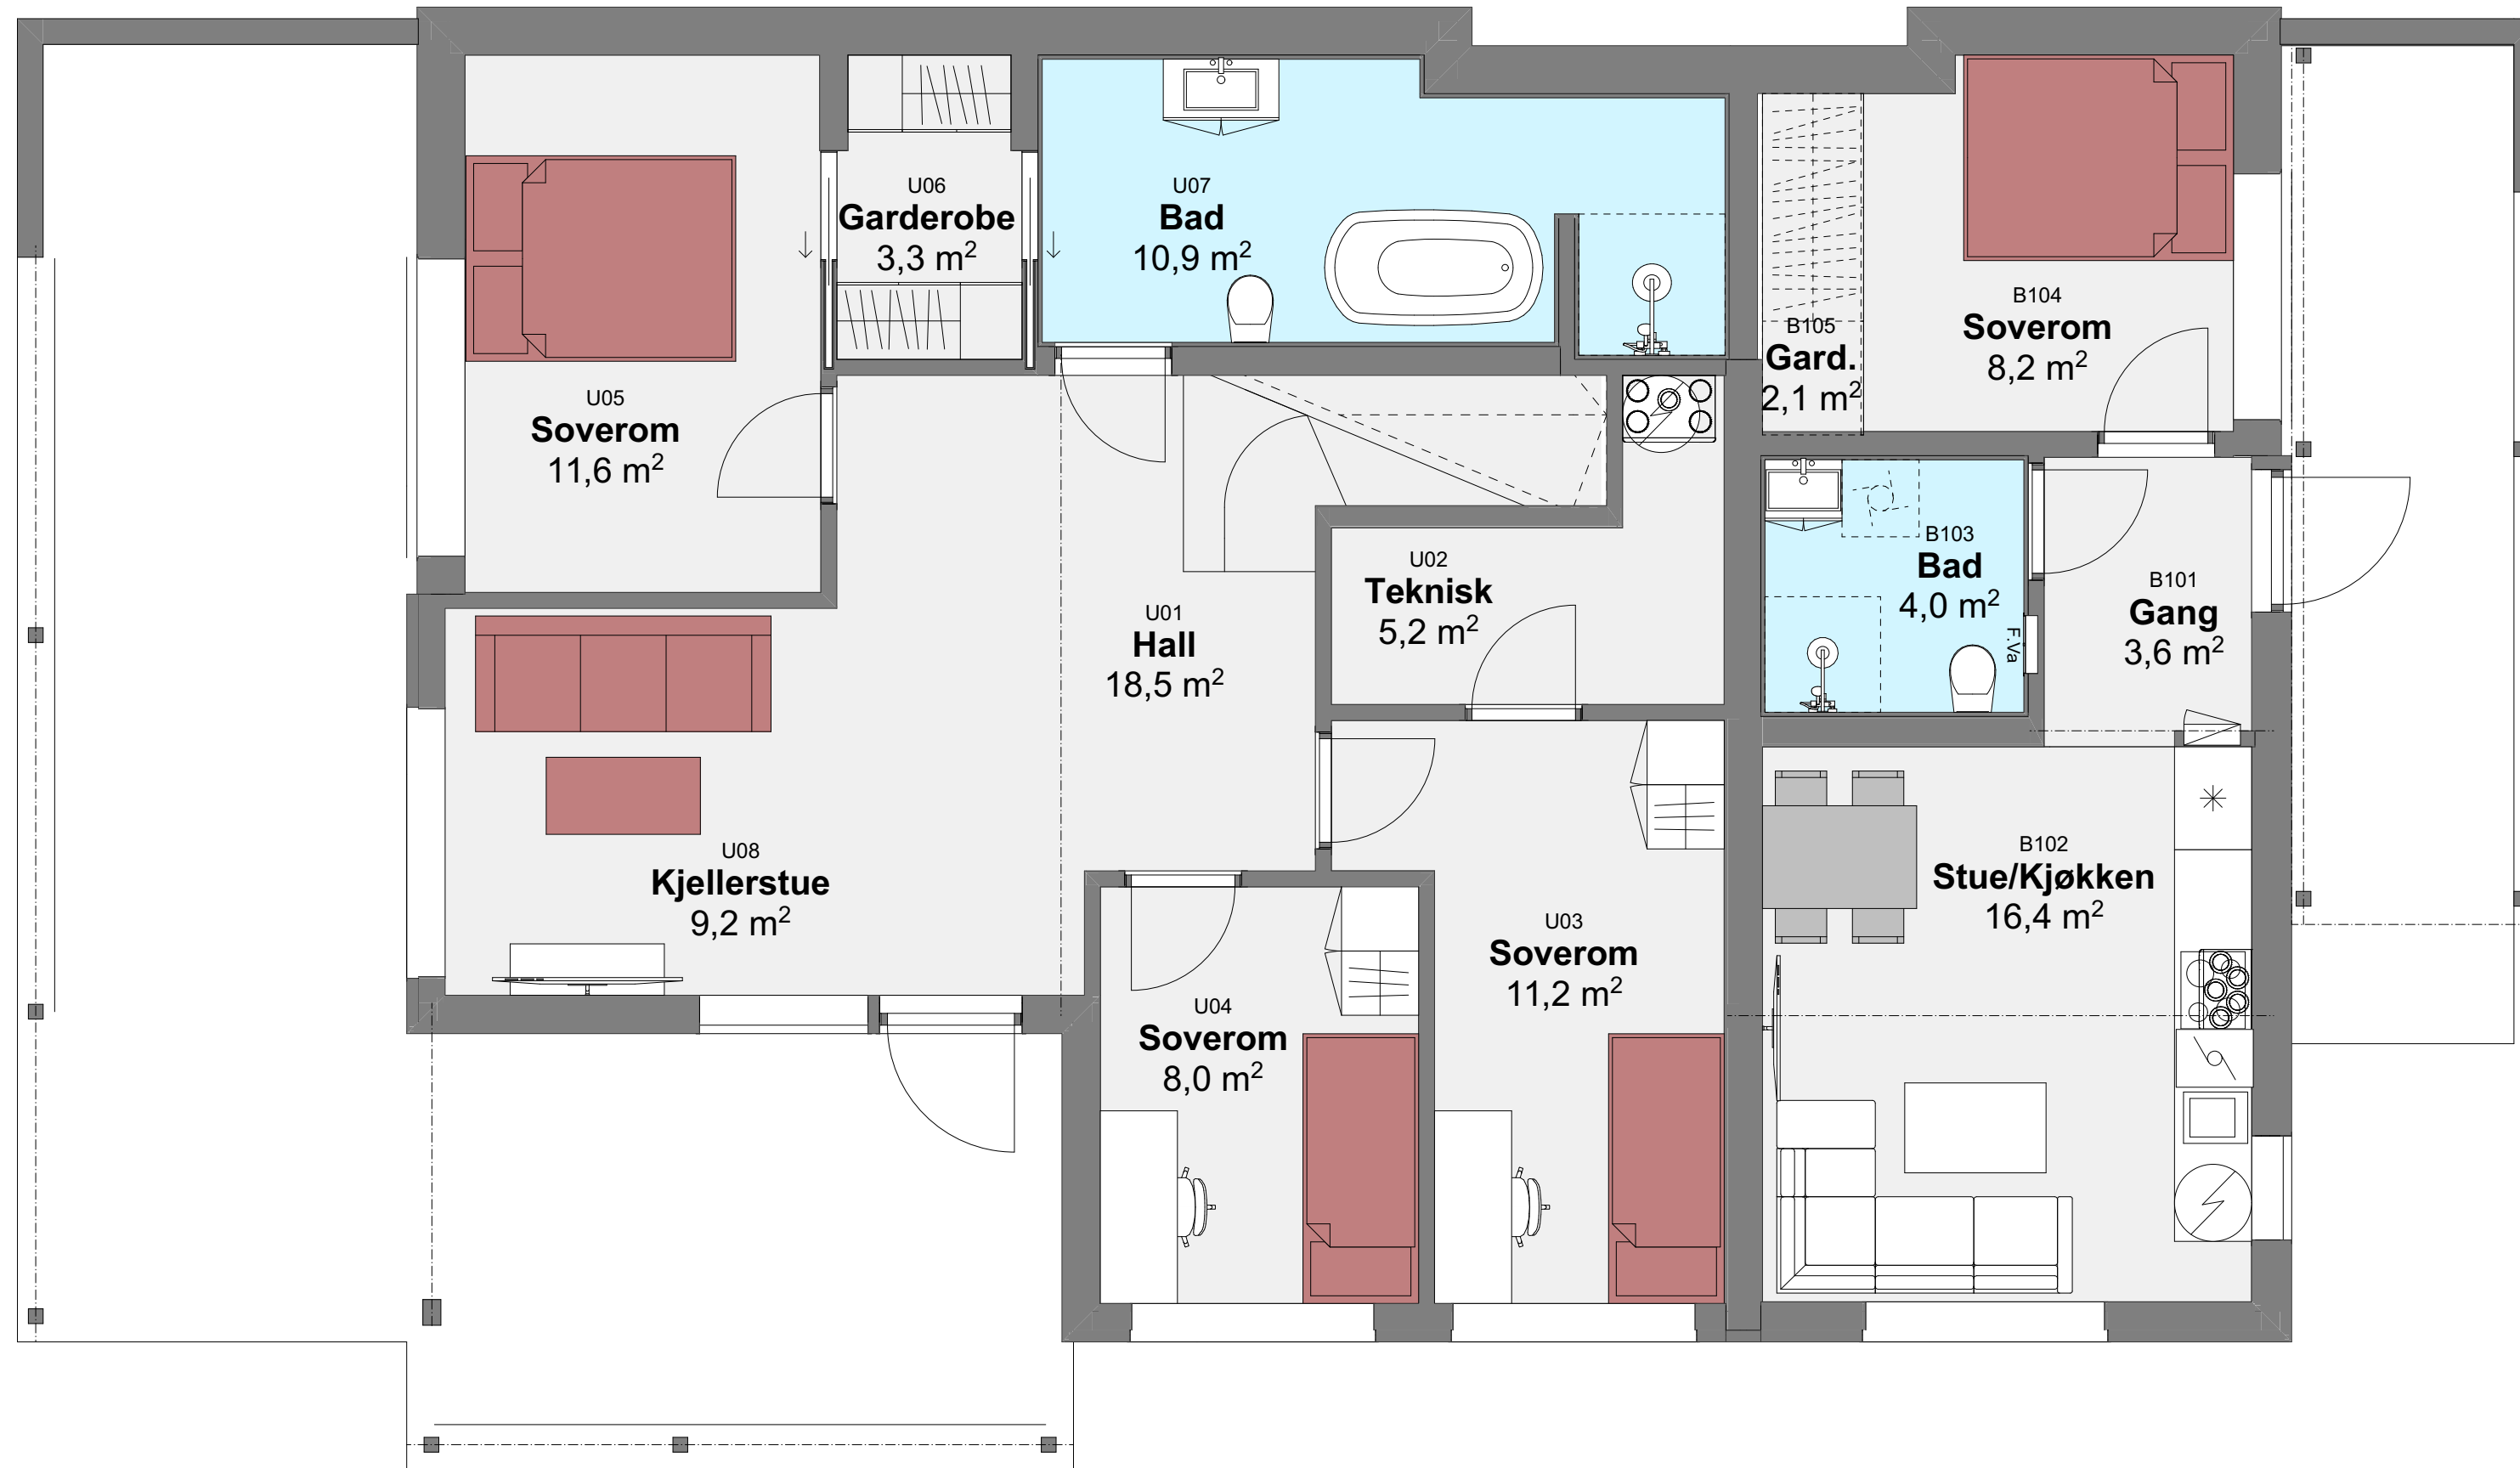 U06
Garderobe
3,3 m²
U07
Bad
10,9 m²
B104
Soverom
8,2 m²
B105
Gard.
2,1 m²
U05
Soverom
11,6 m²
U02
Teknisk
5,2 m²
B103
Bad
4,0 m²
F.Va
B101
Gang
3,6 m²
U01
Hall
18,5 m²
U08
Kjellerstue
9,2 m²
B102
Stue/Kjøkken
16,4 m²
U03
Soverom
11,2 m²
U04
Soverom
8,0 m²